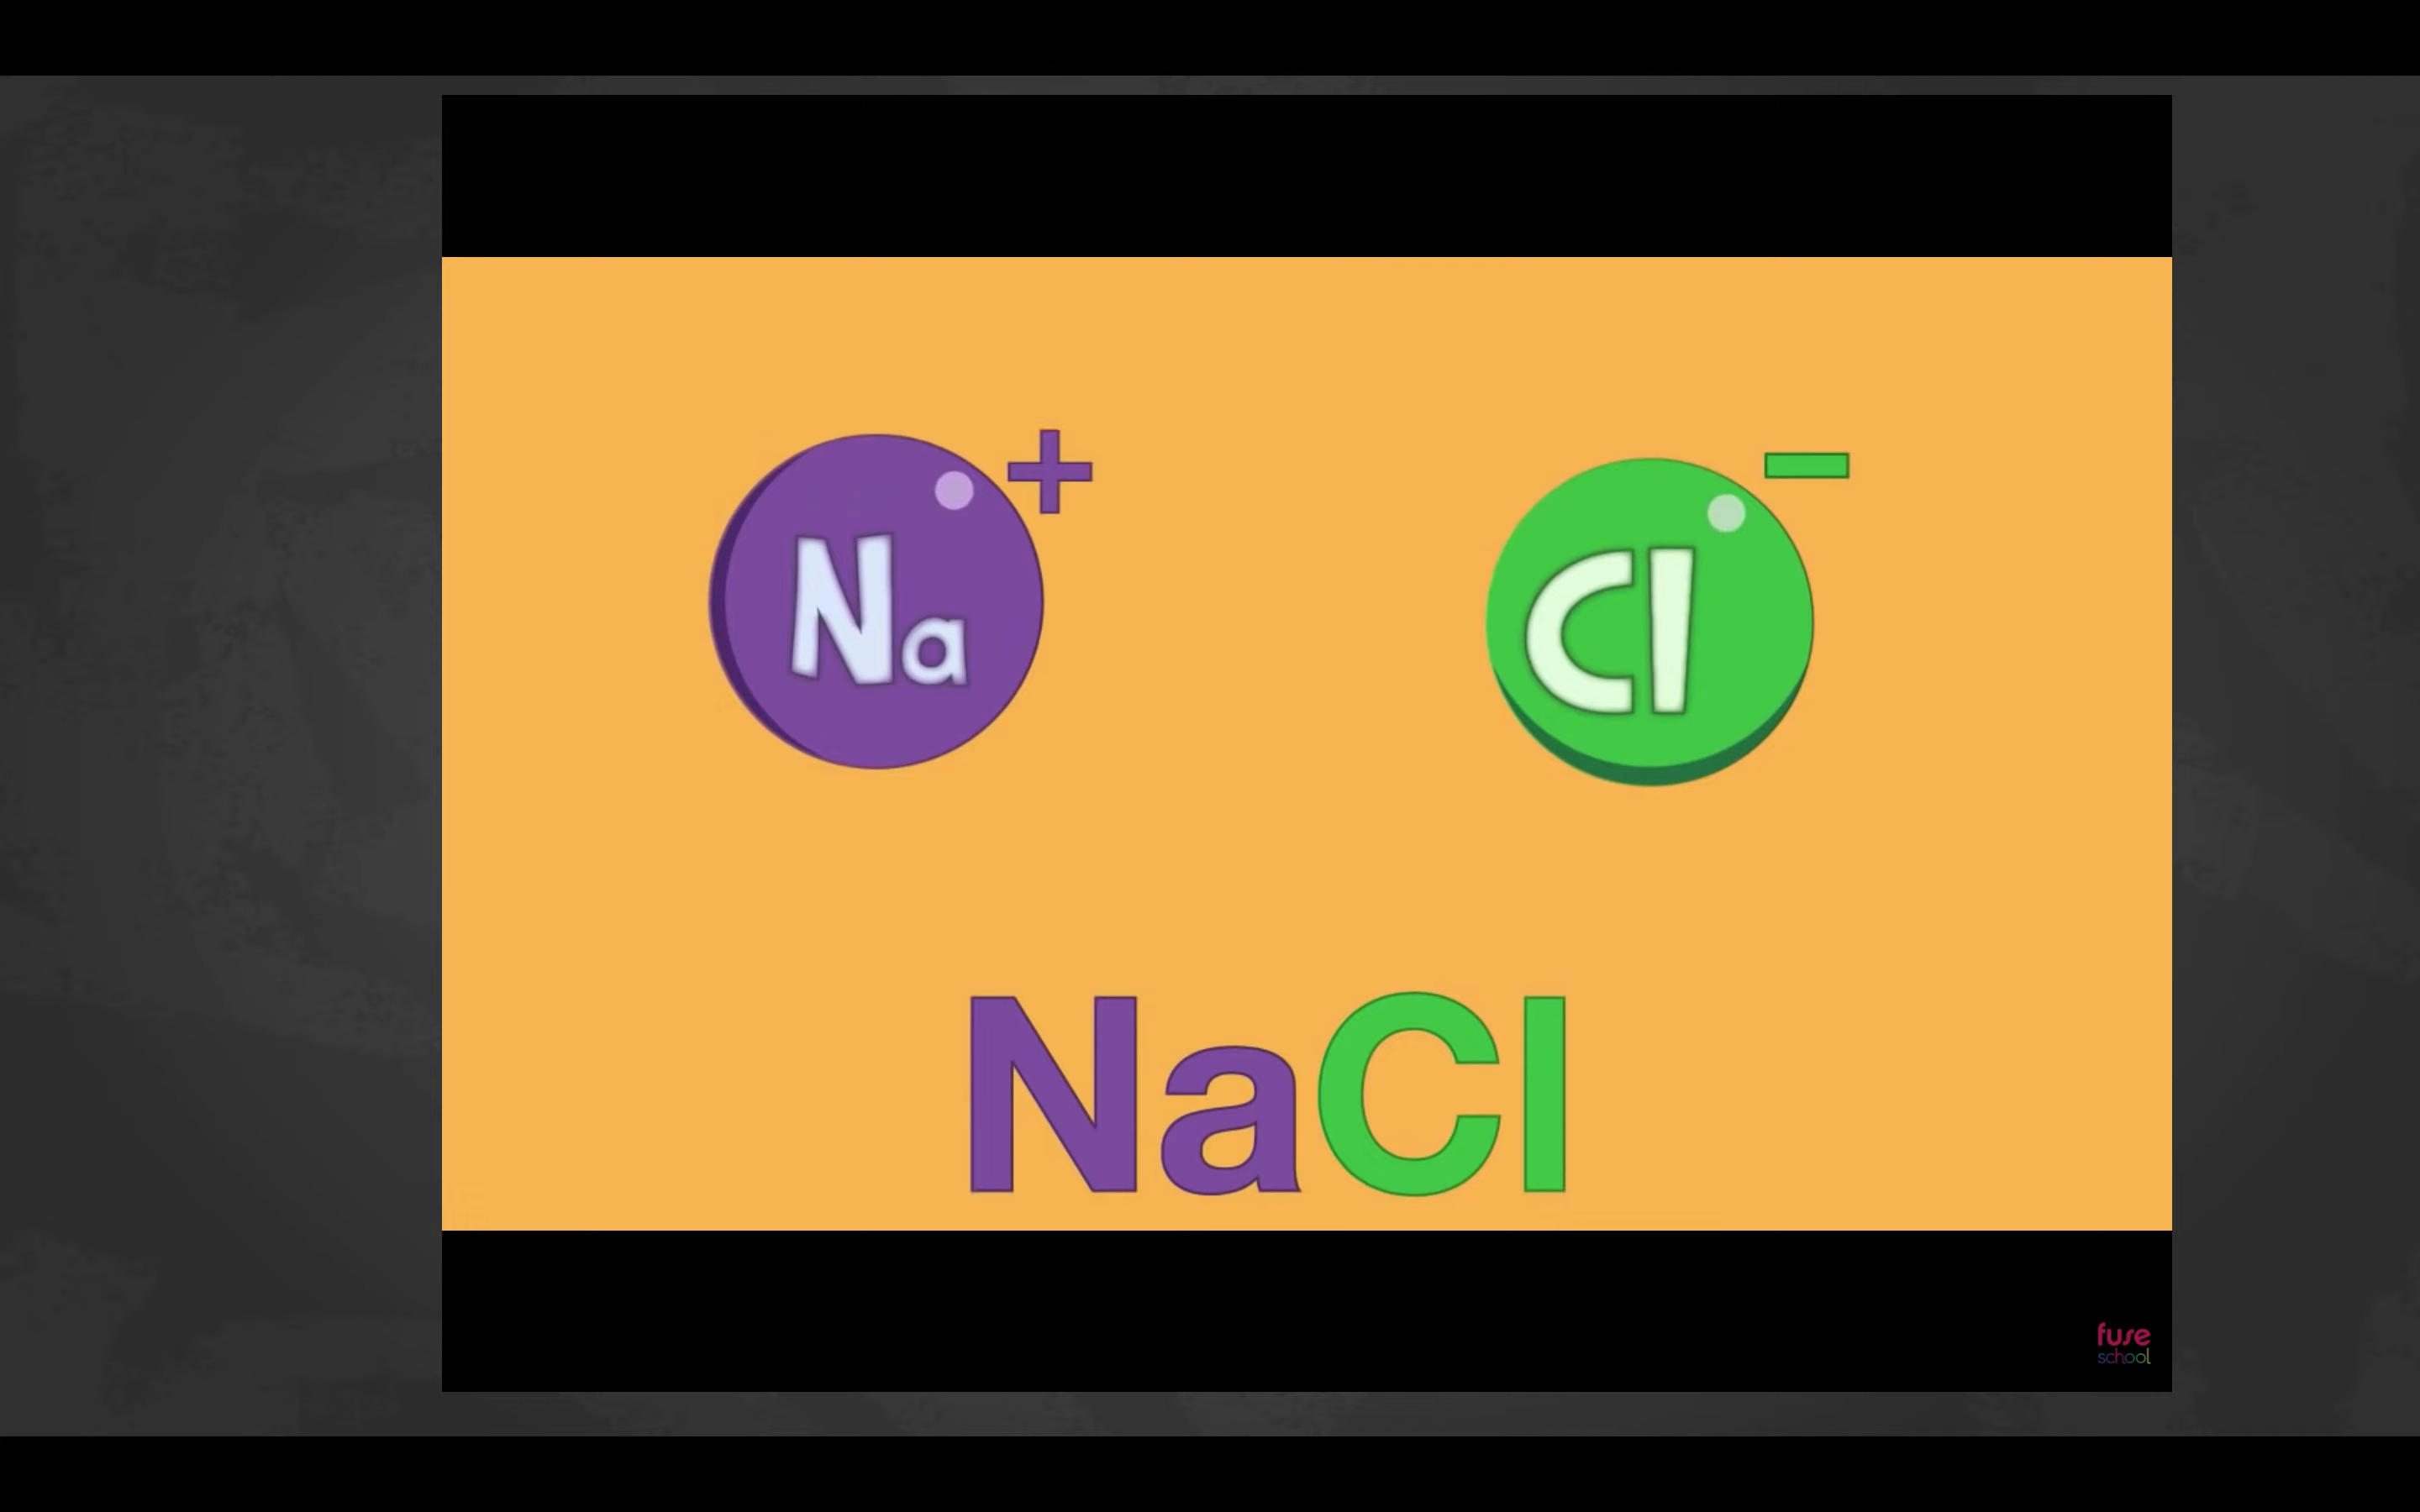 Na +
Cl −
NaCl
fuse
school